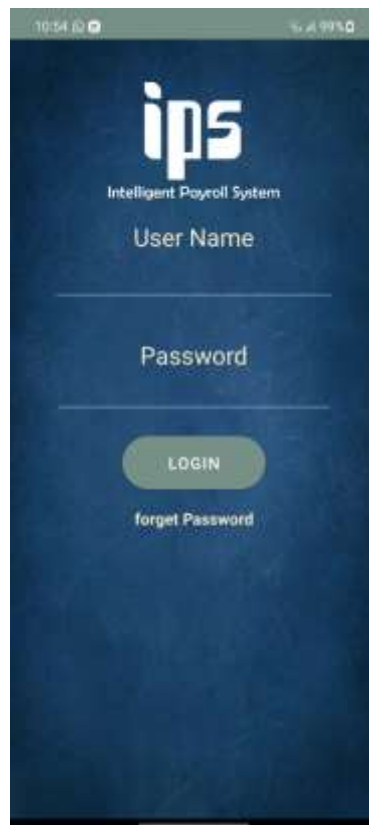 10:54
99%
ips
Intelligent Payroll System
User Name
Password
LOGIN
forget Password